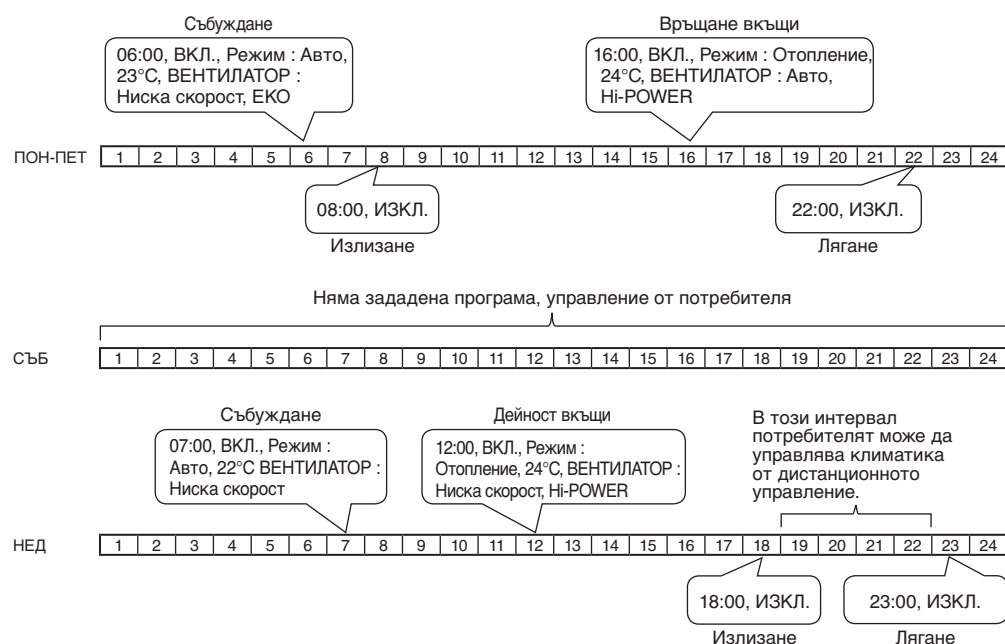 Събуждане
06:00, ВКЛ., Режим : Авто,
23°C, ВЕНТИЛАТОР :
Ниска скорост, ЕКО
Връщане вкъщи
16:00, ВКЛ., Режим : Отопление,
24°C, ВЕНТИЛАТОР : Авто,
Hi-POWER
ПОН-ПЕТ 1 2 3 4 5 6 7 8 9 10 11 12 13 14 15 16 17 18 19 20 21 22 23 24
08:00, ИЗКЛ.
Излизане
22:00, ИЗКЛ.
Лягане
Няма зададена програма, управление от потребителя
СЪБ 1 2 3 4 5 6 7 8 9 10 11 12 13 14 15 16 17 18 19 20 21 22 23 24
Събуждане
07:00, ВКЛ., Режим :
Авто, 22°C ВЕНТИЛАТОР :
Ниска скорост
Дейност вкъщи
12:00, ВКЛ., Режим :
Отопление, 24°C, ВЕНТИЛАТОР :
Ниска скорост, Hi-POWER
В този интервал
потребителят може да
управлява климатика
от дистанционното
управление.
НЕД 1 2 3 4 5 6 7 8 9 10 11 12 13 14 15 16 17 18 19 20 21 22 23 24
18:00, ИЗКЛ.
Излизане
23:00, ИЗКЛ.
Лягане